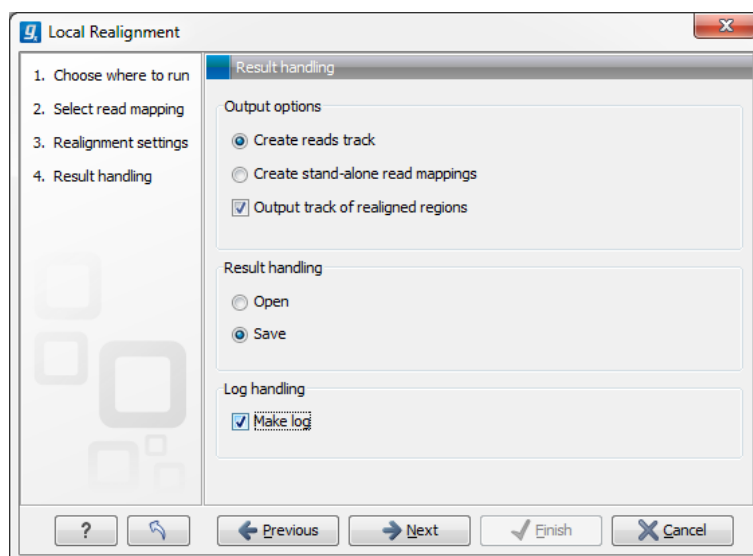 Local Realignment
1. Choose where to run
2. Select read mapping
3. Realignment settings
4. Result handling
Result handling
Output options
Create reads track
Create stand-alone read mappings
Output track of realigned regions
Result handling
Open
Save
Log handling
Make log
? Previous Next Finish Cancel